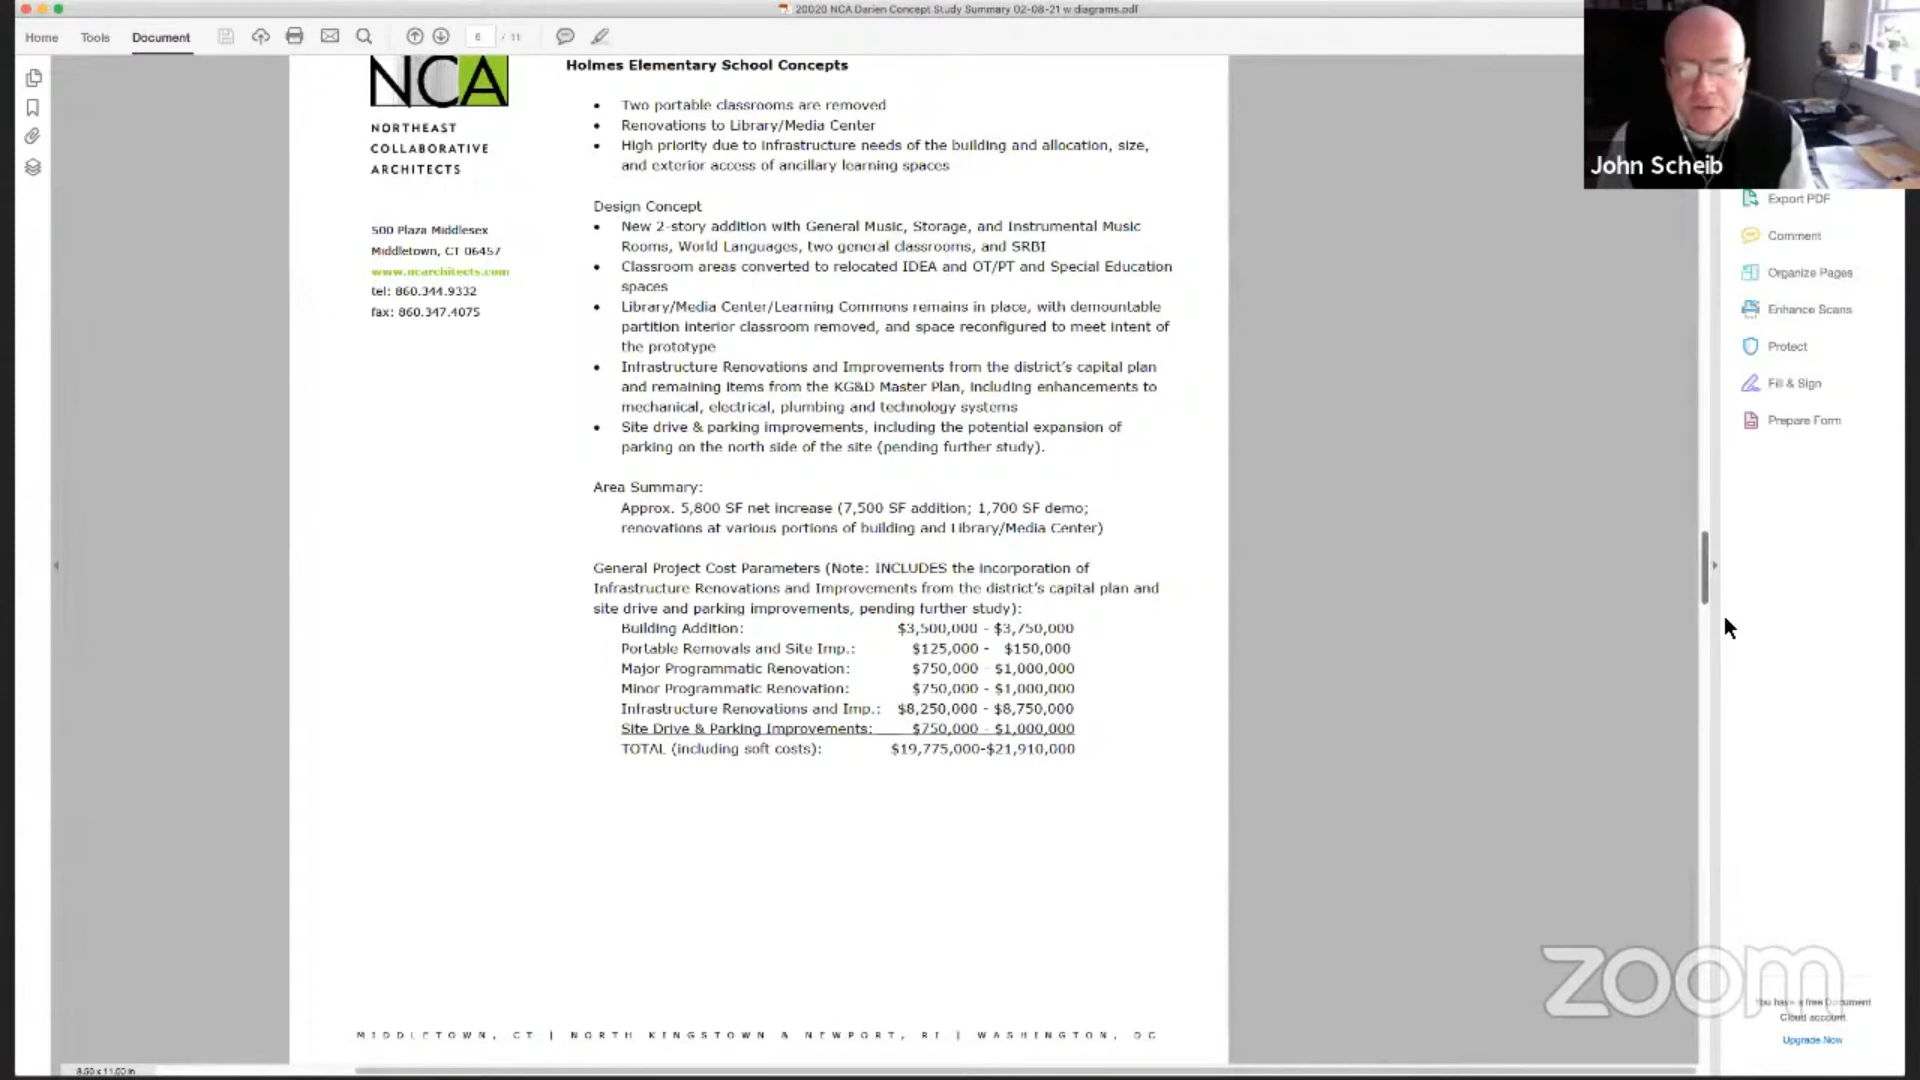 20020 NCA Darien Concept Study Summary 02-08-21 w diagrams.pdf
Home Tools Document 6 / 11
NCA
NORTHEAST
COLLABORATIVE
ARCHITECTS
500 Plaza Middlesex
Middletown, CT 06457
www.ncarchitects.com
tel: 860.344.9332
fax: 860.347.4075
Holmes Elementary School Concepts
• Two portable classrooms are removed
• Renovations to Library/Media Center
• High priority due to infrastructure needs of the building and allocation, size,
and exterior access of ancillary learning spaces
Design Concept
• New 2-story addition with General Music, Storage, and Instrumental Music
Rooms, World Languages, two general classrooms, and SRBI
• Classroom areas converted to relocated IDEA and OT/PT and Special Education
spaces
• Library/Media Center/Learning Commons remains in place, with demountable
partition interior classroom removed, and space reconfigured to meet intent of
the prototype
• Infrastructure Renovations and Improvements from the district's capital plan
and remaining items from the KG&D Master Plan, including enhancements to
mechanical, electrical, plumbing and technology systems
• Site drive & parking improvements, including the potential expansion of
parking on the north side of the site (pending further study).
Area Summary:
Approx. 5,800 SF net increase (7,500 SF addition; 1,700 SF demo;
renovations at various portions of building and Library/Media Center)
General Project Cost Parameters (Note: INCLUDES the incorporation of
Infrastructure Renovations and Improvements from the district's capital plan and
site drive and parking improvements, pending further study):
Building Addition: $3,500,000 - $3,750,000
Portable Removals and Site Imp.: $125,000 - $150,000
Major Programmatic Renovation: $750,000 - $1,000,000
Minor Programmatic Renovation: $750,000 - $1,000,000
Infrastructure Renovations and Imp.: $8,250,000 - $8,750,000
Site Drive & Parking Improvements: $750,000 - $1,000,000
TOTAL (including soft costs): $19,775,000-$21,910,000
MIDDLETOWN, CT | NORTH KINGSTOWN & NEWPORT, RI | WASHINGTON, DC
8.50 x 11.00 in
John Scheib
Export PDF
Comment
Organize Pages
Enhance Scans
Protect
Fill & Sign
Prepare Form
zoom
You have a free Document
Cloud account
Upgrade Now